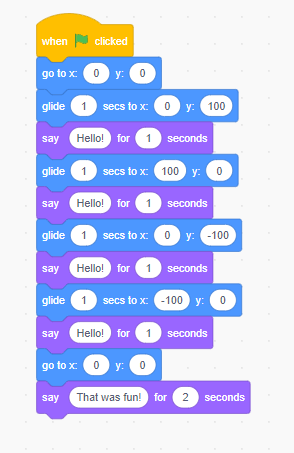 when clicked
go to x: 0 y: 0
glide 1 secs to x: 0 y: 100
say Hello! for 1 seconds
glide 1 secs to x: 100 y: 0
say Hello! for 1 seconds
glide 1 secs to x: 0 y: -100
say Hello! for 1 seconds
glide 1 secs to x: -100 y: 0
say Hello! for 1 seconds
go to x: 0 y: 0
say That was fun! for 2 seconds